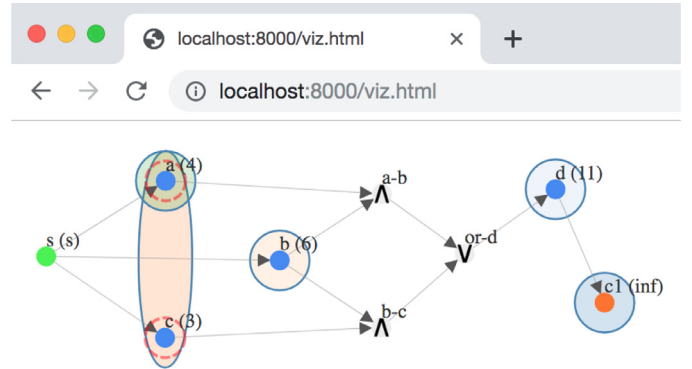 localhost:8000/viz.html
localhost:8000/viz.html
a (4)
a-b
d (11)
s (s)
b (6)
or-d
c1 (inf)
c (3)
b-c